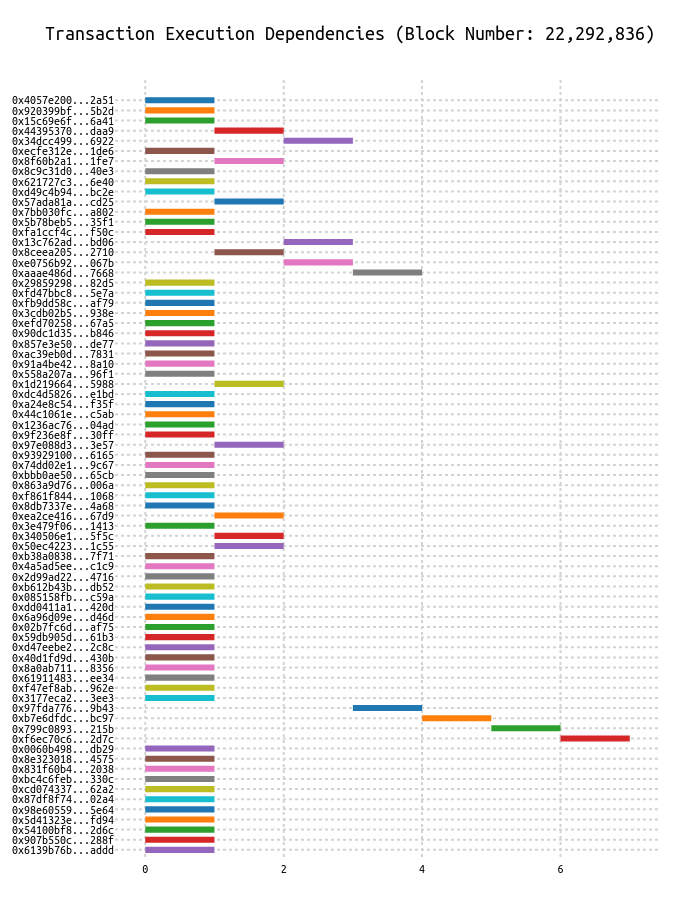 Transaction Execution Dependencies (Block Number: 22,292,836)
0x4057e200...2a51
0x920399bf...5b2d
0x15c69e6f...6a41
0x44395370...daa9
0x34dcc499...6922
0xecfe312e...1de6
0x8f60b2a1...1fe7
0x8c9c31d0...40e3
0x621727c3...6e40
0xd49c4b94...bc2e
0x57ada81a...cd25
0x7bb030fc...a802
0x5b78beb5...35f1
0xfa1ccf4c...f50c
0x13c762ad...bd06
0x8ceea205...2710
0xe0756b92...067b
0xaaae486d...7668
0x29859298...82d5
0xfd47bbc8...5e7a
0xfb9dd58c...af79
0x3cdb02b5...938e
0xefd70258...67a5
0x90dc1d35...b846
0x857e3e50...de77
0xac39eb0d...7831
0x91a4be42...8a10
0x558a207a...96f1
0x1d219664...5988
0xdc4d5826...e1bd
0xa24e8c54...f35f
0x44c1061e...c5ab
0x1236ac76...04ad
0x9f236e8f...30ff
0x97e088d3...3e57
0x93929100...6165
0x74dd02e1...9c67
0xbbb0ae50...65cb
0x863a9d76...006a
0xf861f844...1068
0x8db7337e...4a68
0xea2ce416...67d9
0x3e479f06...1413
0x340506e1...5f5c
0x50ec4223...1c55
0xb38a0838...7f71
0x4a5ad5ee...c1c9
0x2d99ad22...4716
0xb612b43b...db52
0x085158fb...c59a
0xdd0411a1...420d
0x6a96d09e...d46d
0x02b7fc6d...af75
0x59db905d...61b3
0xd47eebe2...2c8c
0x40d1fd9d...430b
0x8a0ab711...8356
0x61911483...ee34
0xf47ef8ab...962e
0x3177eca2...3ee3
0x97fda776...9b43
0xb7e6dfdc...bc97
0x799c0893...215b
0xf6ec70c6...2d7c
0x0060b498...db29
0x8e323018...4575
0x831f60b4...2038
0xbc4c6feb...330c
0xcd074337...62a2
0x87df8f74...02a4
0x98e60559...5e64
0x5d41323e...fd94
0x54100bf8...2d6c
0x907b550c...288f
0x6139b76b...addd
0 2 4 6